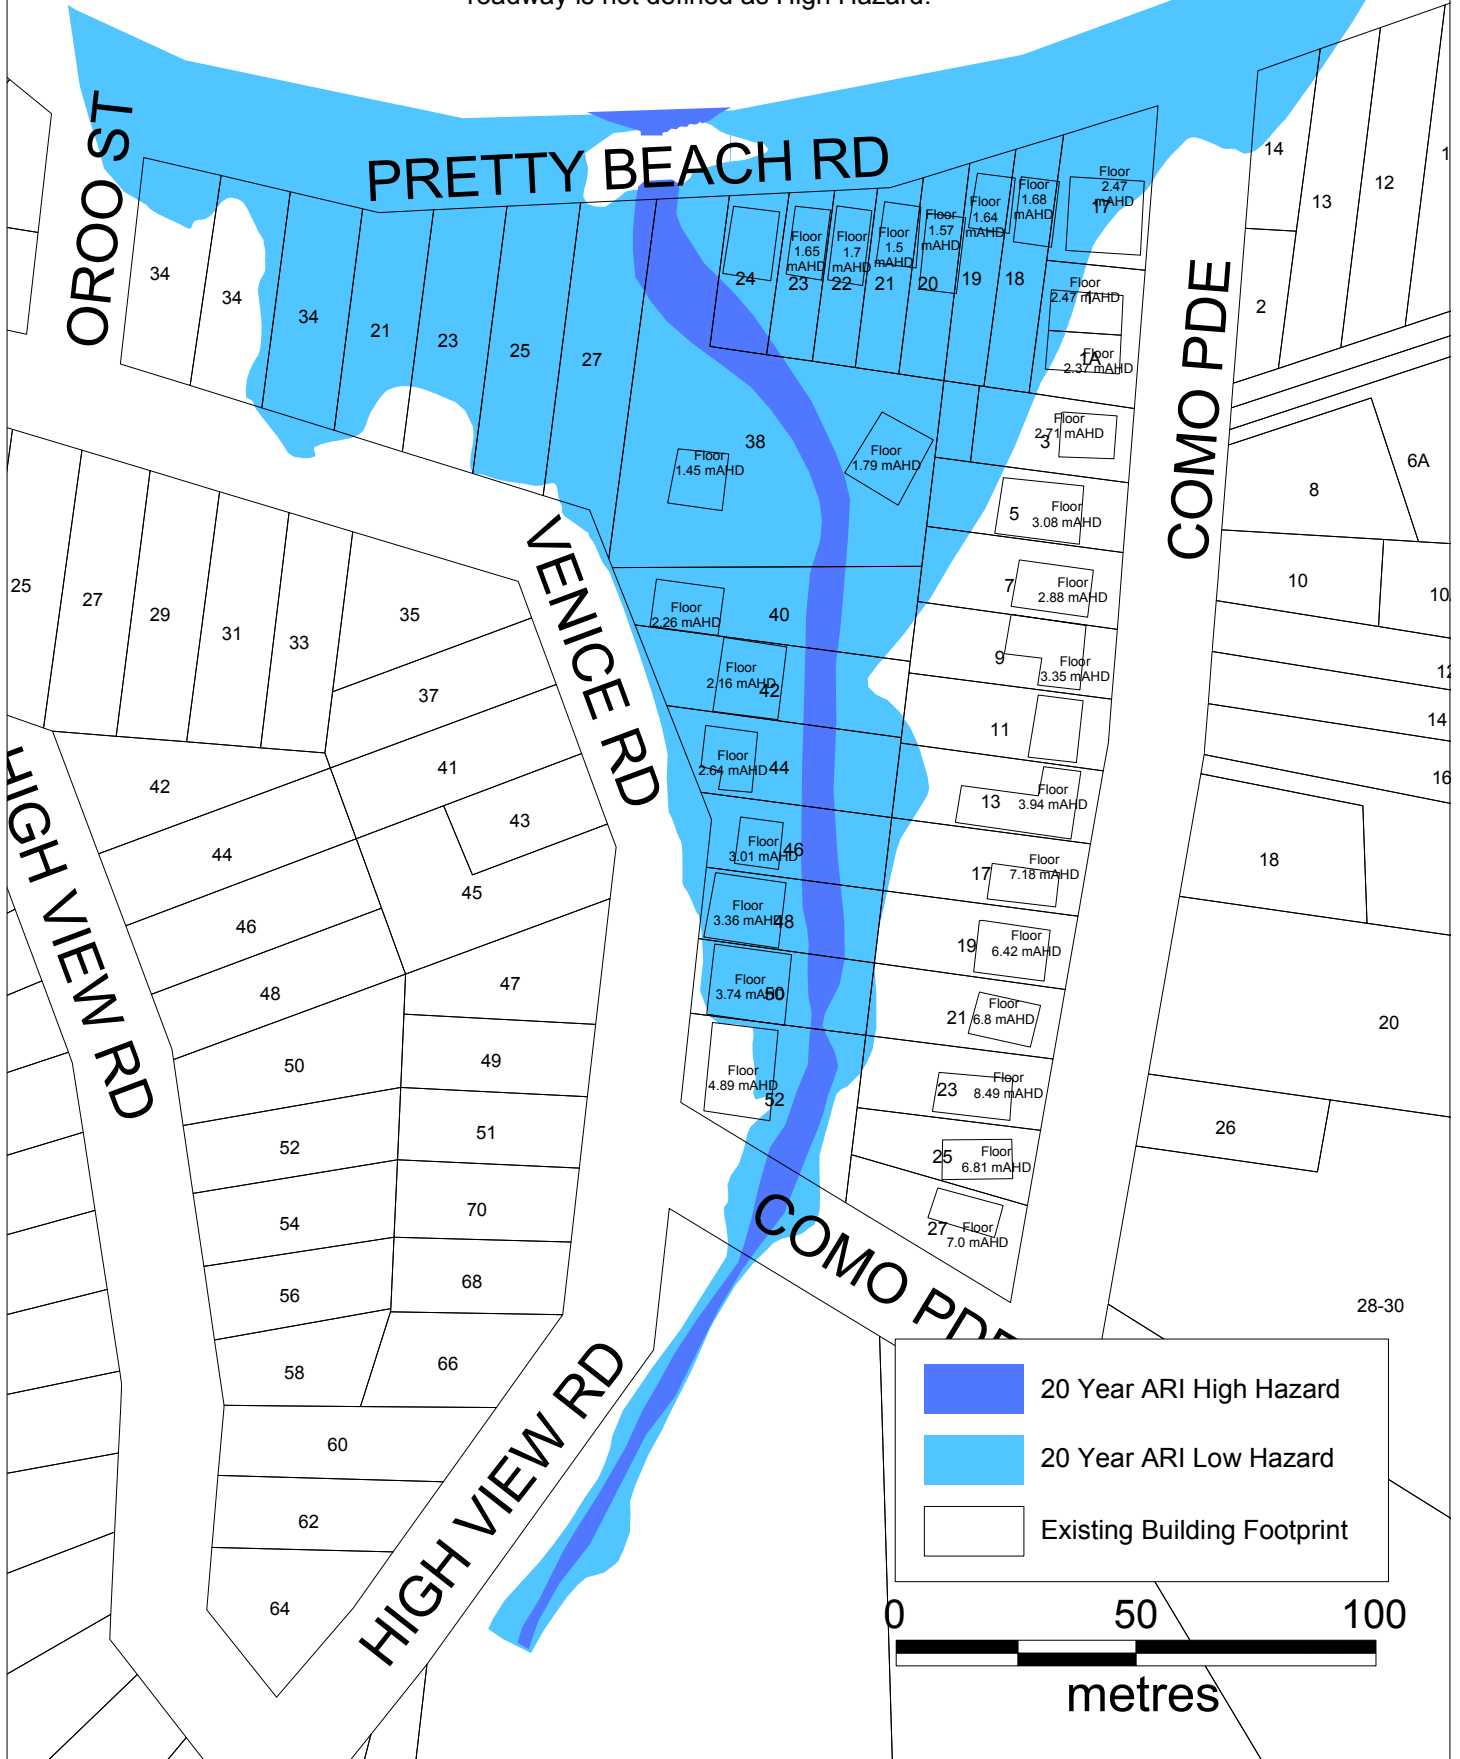 roadway is not defined as High Hazard.
OROO ST
PRETTY BEACH RD
COMO PDE
VENICE RD
HIGH VIEW RD
HIGH VIEW RD
COMO PDE
34
34
34
21
23
25
27
24
23
22
21
20
19
18
17
Floor
1.65
mAHD
Floor
1.7
mAHD
Floor
1.5
mAHD
Floor
1.57
mAHD
Floor
1.64
mAHD
Floor
1.68
mAHD
Floor
2.47
mAHD
1
Floor
2.47 mAHD
1A
Floor
2.37 mAHD
14
13
12
1
2
3
Floor
2.71 mAHD
38
Floor
1.45 mAHD
Floor
1.79 mAHD
5
Floor
3.08 mAHD
7
Floor
2.88 mAHD
9
Floor
3.35 mAHD
11
13
Floor
3.94 mAHD
17
Floor
7.18 mAHD
19
Floor
6.42 mAHD
21
Floor
6.8 mAHD
23
Floor
8.49 mAHD
25
Floor
6.81 mAHD
27
Floor
7.0 mAHD
40
Floor
2.26 mAHD
42
Floor
2.16 mAHD
44
Floor
2.64 mAHD
46
Floor
3.01 mAHD
48
Floor
3.36 mAHD
50
Floor
3.74 mAHD
52
Floor
4.89 mAHD
6A
8
10
10
12
14
16
18
20
26
28-30
25
27
29
31
33
35
37
41
43
45
47
49
51
70
68
66
42
44
46
48
50
52
54
56
58
60
62
64
20 Year ARI High Hazard
20 Year ARI Low Hazard
Existing Building Footprint
0 50 100
metres